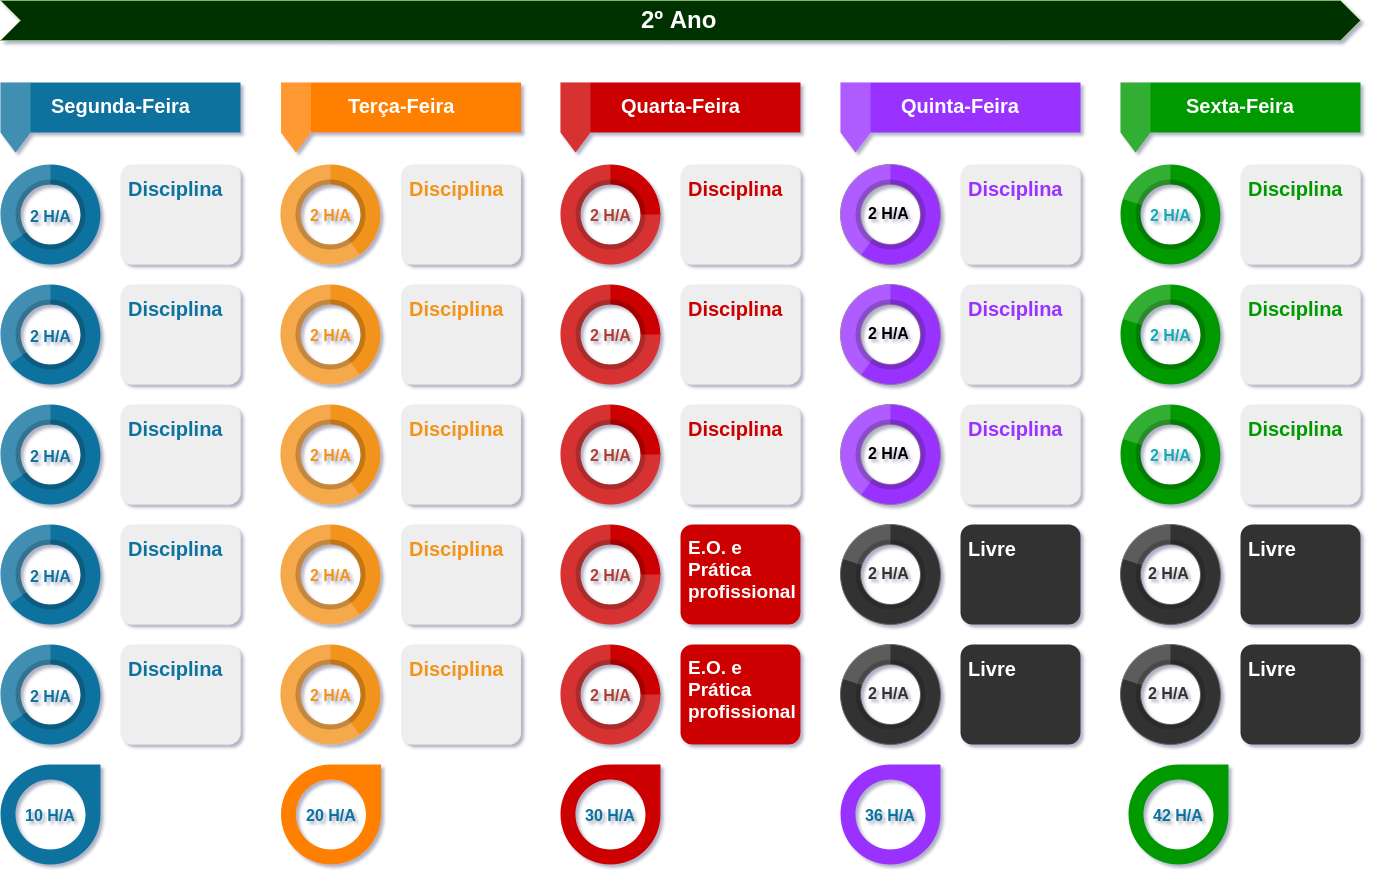 2º Ano
Segunda-Feira
Terça-Feira
Quarta-Feira
Quinta-Feira
Sexta-Feira
2 H/A
Disciplina
2 H/A
Disciplina
2 H/A
Disciplina
2 H/A
Disciplina
2 H/A
Disciplina
2 H/A
Disciplina
2 H/A
Disciplina
2 H/A
Disciplina
2 H/A
Disciplina
2 H/A
Disciplina
2 H/A
Disciplina
2 H/A
Disciplina
2 H/A
Disciplina
2 H/A
Disciplina
2 H/A
Disciplina
2 H/A
Disciplina
2 H/A
Disciplina
2 H/A
E.O. e
Prática
profissional
2 H/A
Livre
2 H/A
Livre
2 H/A
Disciplina
2 H/A
Disciplina
2 H/A
E.O. e
Prática
profissional
2 H/A
Livre
2 H/A
Livre
10 H/A
20 H/A
30 H/A
36 H/A
42 H/A